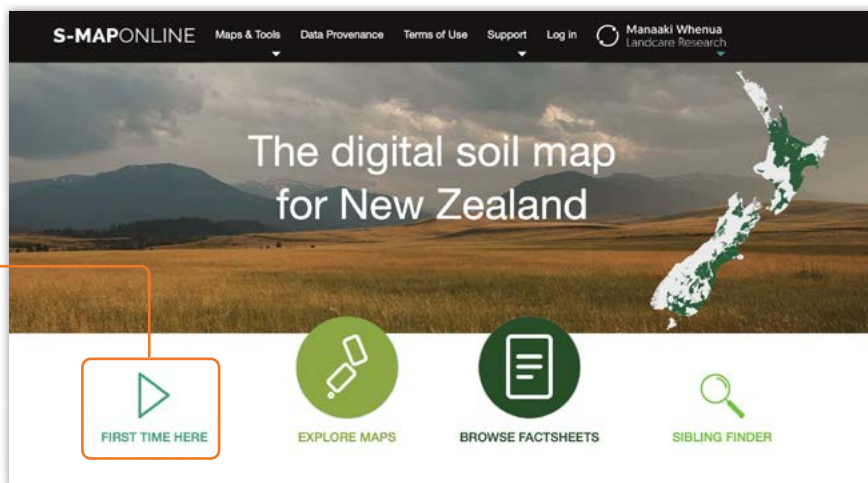 S-MAPONLINE Maps & Tools Data Provenance Terms of Use Support Log in Manaaki Whenua
Landcare Research
The digital soil map
for New Zealand
FIRST TIME HERE EXPLORE MAPS BROWSE FACTSHEETS SIBLING FINDER